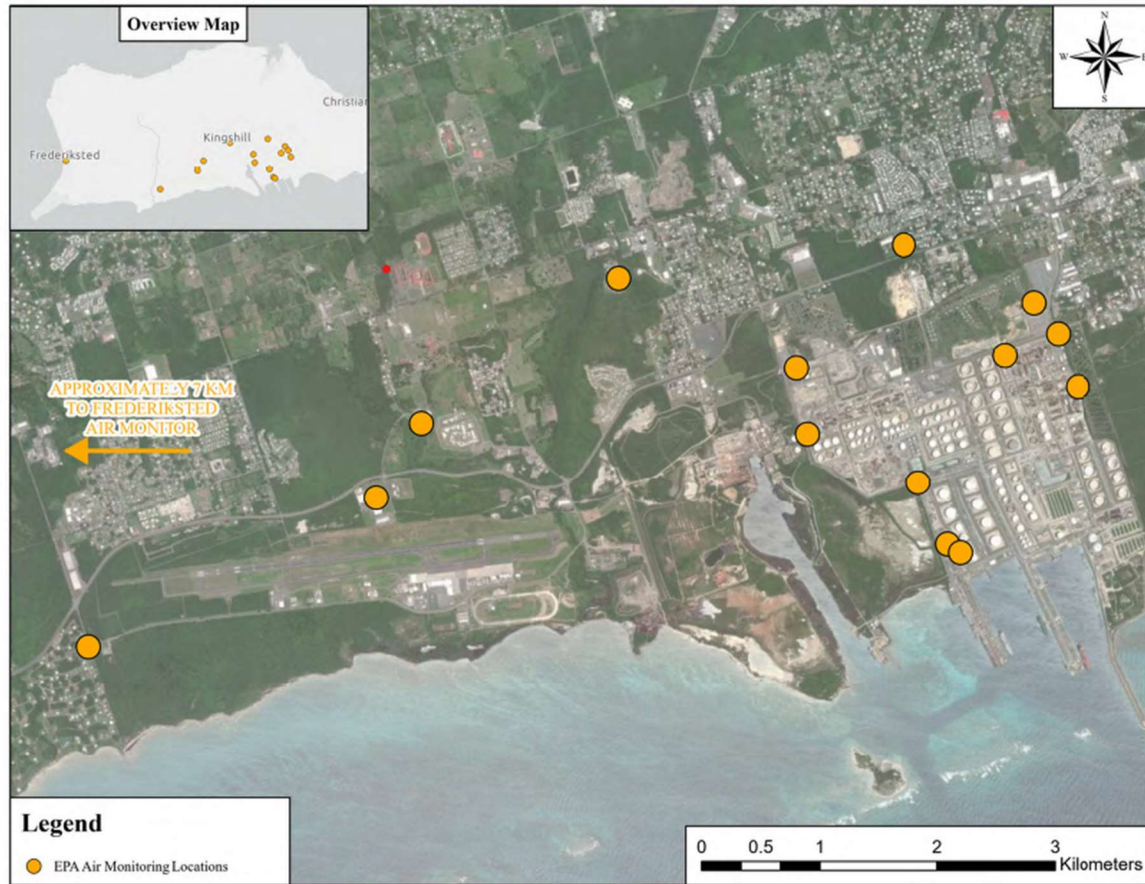 Overview Map
N
W
E
S
Christian
Kingshill
Frederiksted
APPROXIMATELY 7 KM
TO FREDERIKSTED
AIR MONITOR
Legend
EPA Air Monitoring Locations
0 0.5 1 2 3
Kilometers